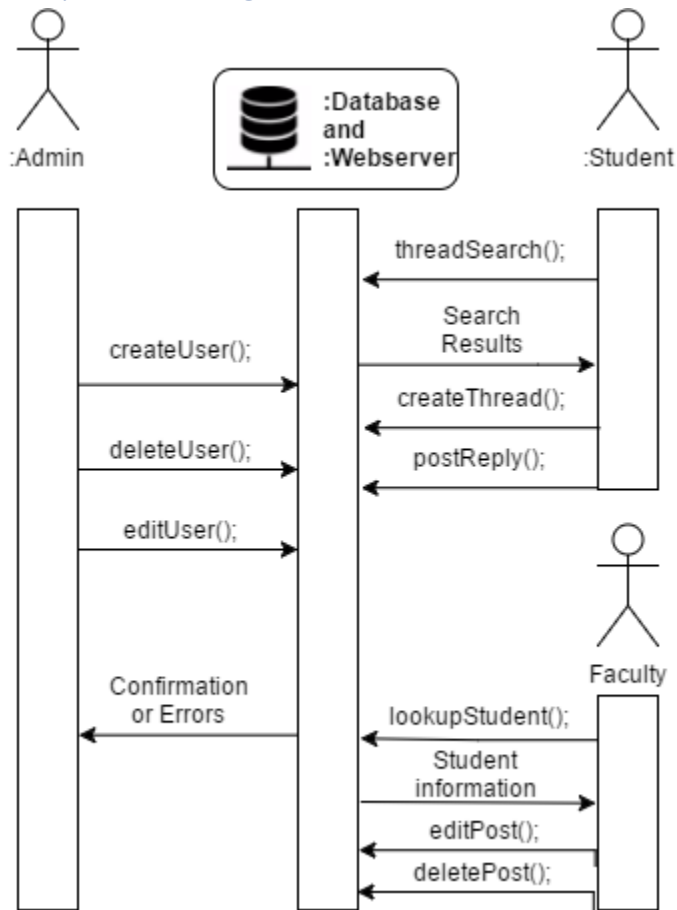 :Admin
:Database
and
:Webserver
:Student
threadSearch();
Search
Results
createUser();
createThread();
deleteUser();
postReply();
editUser();
Faculty
Confirmation
or Errors
lookupStudent();
Student
information
editPost();
deletePost();